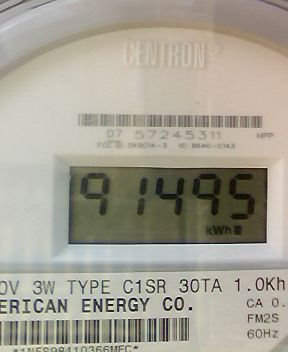 CENTRON®
07 57245311 HPP
91495
kWh
0V 3W TYPE C1SR 30TA 1.0Kh
ERICAN ENERGY CO.
CA 0.
FM2S
60Hz